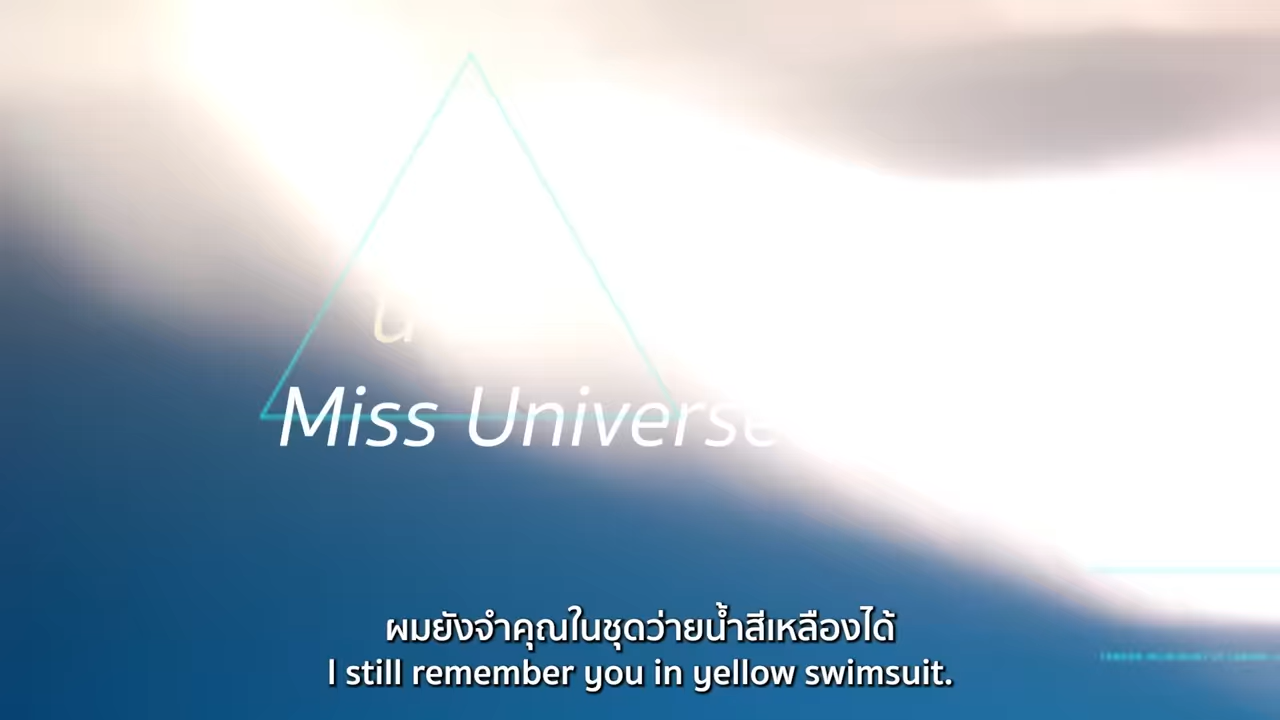 น
Miss Universe
ผมยังจำคุณในชุดว่ายน้ำสีเหลืองได้
I still remember you in yellow swimsuit.